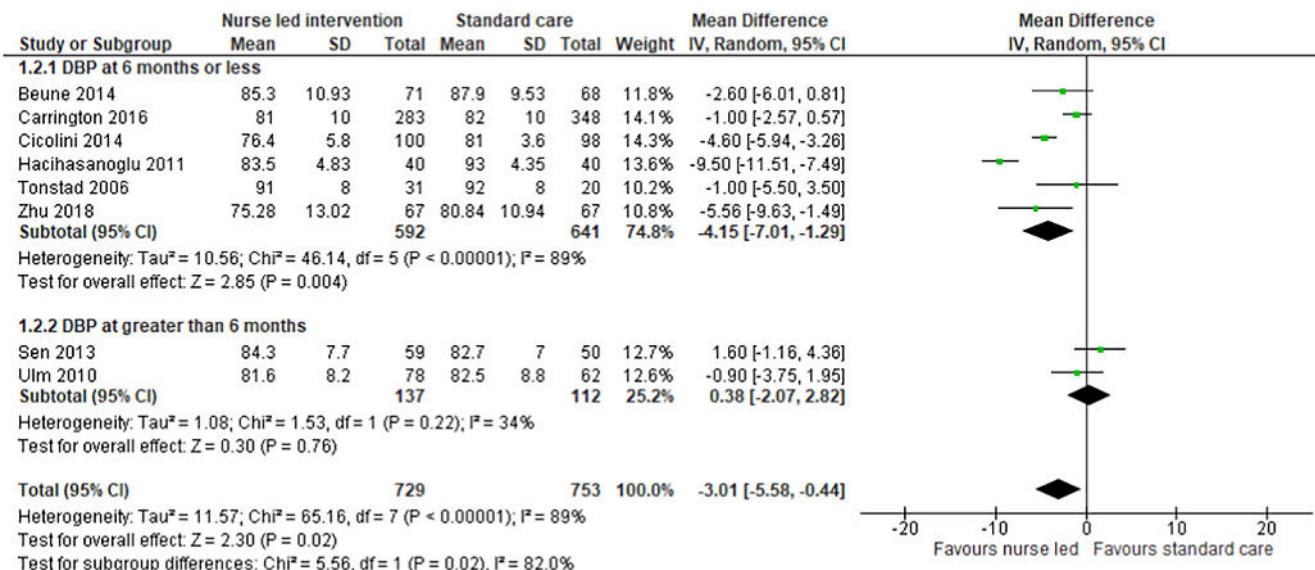 Nurse led intervention Standard care Mean Difference Mean Difference
Study or Subgroup Mean SD Total Mean SD Total Weight IV, Random, 95% CI IV, Random, 95% CI
1.2.1 DBP at 6 months or less
Beune 2014 85.3 10.93 71 87.9 9.53 68 11.8% -2.60 [-6.01, 0.81]
Carrington 2016 81 10 283 82 10 348 14.1% -1.00 [-2.57, 0.57]
Cicolini 2014 76.4 5.8 100 81 3.6 98 14.3% -4.60 [-5.94, -3.26]
Hacihasanoglu 2011 83.5 4.83 40 93 4.35 40 13.6% -9.50 [-11.51, -7.49]
Tonstad 2006 91 8 31 92 8 20 10.2% -1.00 [-5.50, 3.50]
Zhu 2018 75.28 13.02 67 80.84 10.94 67 10.8% -5.56 [-9.63, -1.49]
Subtotal (95% CI) 592 641 74.8% -4.15 [-7.01, -1.29]
Heterogeneity: Tau² = 10.56; Chi² = 46.14, df = 5 (P < 0.00001); I² = 89%
Test for overall effect: Z = 2.85 (P = 0.004)
1.2.2 DBP at greater than 6 months
Sen 2013 84.3 7.7 59 82.7 7 50 12.7% 1.60 [-1.16, 4.36]
Ulm 2010 81.6 8.2 78 82.5 8.8 62 12.6% -0.90 [-3.75, 1.95]
Subtotal (95% CI) 137 112 25.2% 0.38 [-2.07, 2.82]
Heterogeneity: Tau² = 1.08; Chi² = 1.53, df = 1 (P = 0.22); I² = 34%
Test for overall effect: Z = 0.30 (P = 0.76)
Total (95% CI) 729 753 100.0% -3.01 [-5.58, -0.44]
Heterogeneity: Tau² = 11.57; Chi² = 65.16, df = 7 (P < 0.00001); I² = 89%
Test for overall effect: Z = 2.30 (P = 0.02)
Test for subgroup differences: Chi² = 5.56, df = 1 (P = 0.02), I² = 82.0%
-20 -10 0 10 20
Favours nurse led Favours standard care